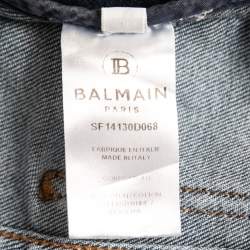 B
BALMAIN
PARIS
SF14130D068
FABRIQUE EN ITALIE
MADE IN ITALY